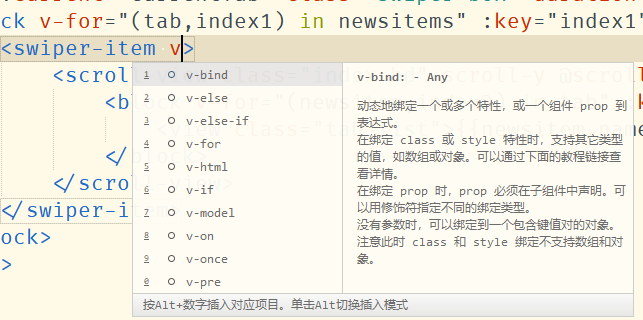 ck v-for="(tab,index1) in newsitems" :key="index1
<swiper-item v>
<scroll
<block
</
</scro
</swiper-it
ock>
>
1 v-bind
2 v-else
3 v-else-if
4 v-for
5 v-html
6 v-if
7 v-model
8 v-on
9 v-once
0 v-pre
v-bind: - Any
动态地绑定一个或多个特性，或一个组件 prop 到
表达式。
在绑定 class 或 style 特性时，支持其它类型
的值，如数组或对象。可以通过下面的教程链接查
看详情。
在绑定 prop 时，prop 必须在子组件中声明。可
以用修饰符指定不同的绑定类型。
没有参数时，可以绑定到一个包含键值对的对象。
注意此时 class 和 style 绑定不支持数组和对
象。
按Alt+数字插入对应项目。单击Alt切换插入模式